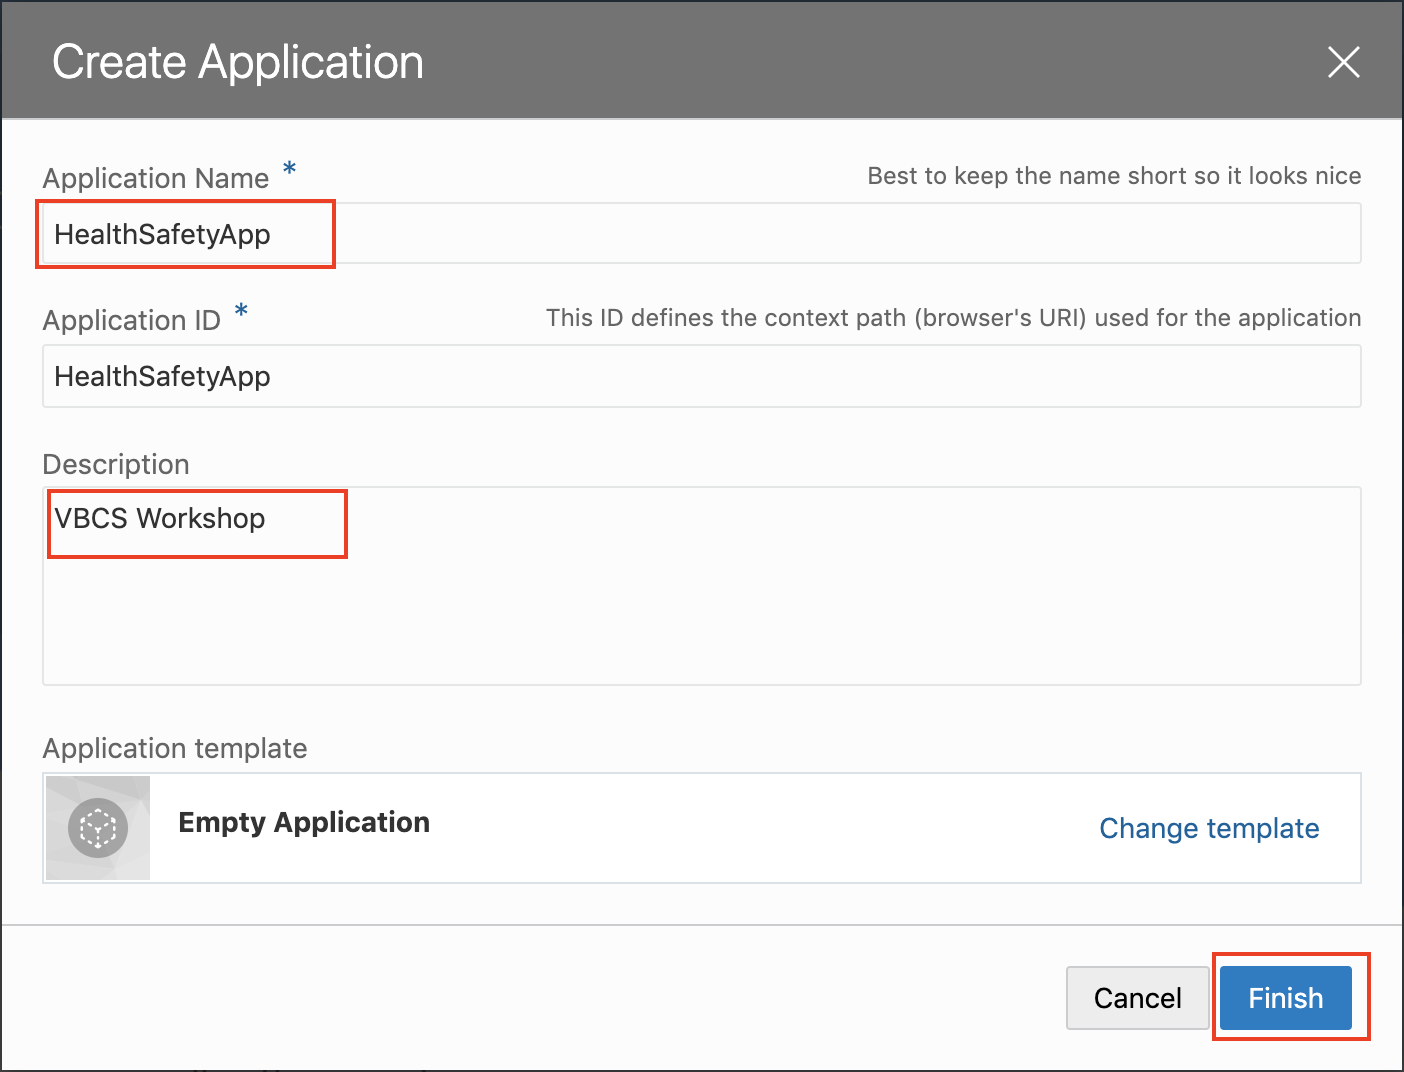 Create Application
Application Name *
Best to keep the name short so it looks nice
HealthSafetyApp
Application ID *
This ID defines the context path (browser's URI) used for the application
HealthSafetyApp
Description
VBCS Workshop
Application template
Empty Application
Change template
Cancel
Finish